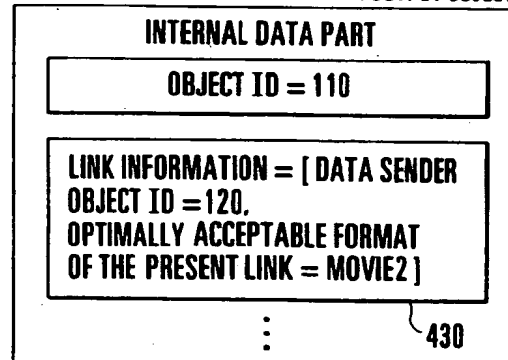 INTERNAL DATA PART
OBJECT ID = 110
LINK INFORMATION = [ DATA SENDER
OBJECT ID =120,
OPTIMALLY ACCEPTABLE FORMAT
OF THE PRESENT LINK = MOVIE2 ]
430